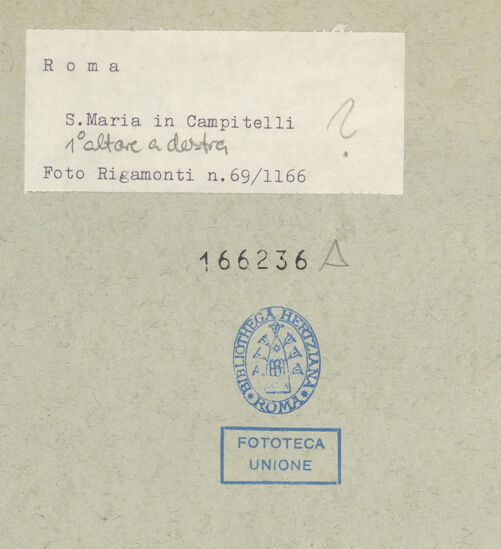 Roma
S.Maria in Campitelli ?
1° altare a destra
Foto Rigamonti n.69/1166
166236 A
BIBLIOTHECA HERTZIANA
ROMA
FOTOTECA
UNIONE